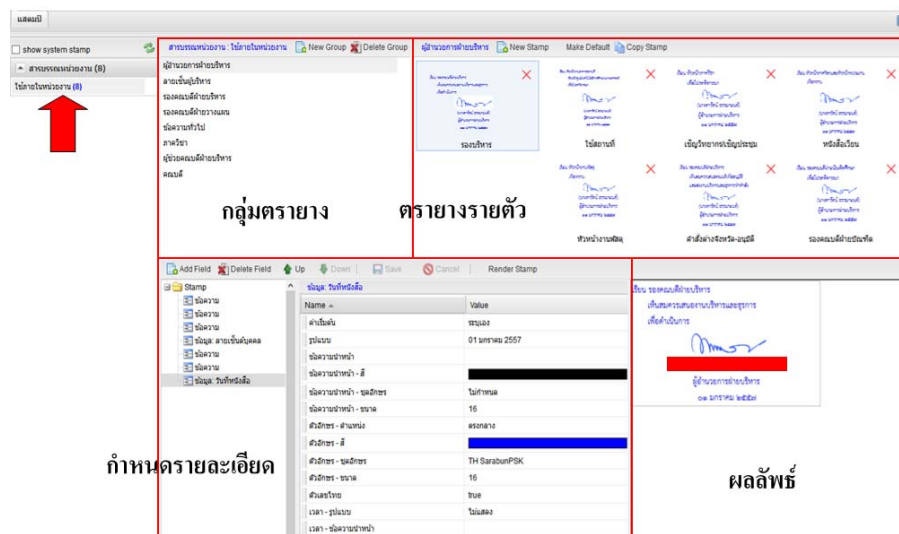 แสตมป์
show system stamp
สารบรรณหน่วยงาน (8)
ใช้ภายในหน่วยงาน (8)
สารบรรณหน่วยงาน : ใช้ภายในหน่วยงาน New Group Delete Group
ผู้อำนวยการฝ่ายบริหาร
ลายเซ็นผู้บริหาร
รองคณบดีฝ่ายบริหาร
รองคณบดีฝ่ายวางแผน
ข้อความทั่วไป
ภาควิชา
ผู้ช่วยคณบดีฝ่ายบริหาร
คณบดี
กลุ่มตรายาง
ผู้อำนวยการฝ่ายบริหาร New Stamp Make Default Copy Stamp
รองบริหาร
ใช้สถานที่
เชิญวิทยากร/เชิญประชุม
หนังสือเวียน
หัวหน้างานพัสดุ
คำสั่งต่างจังหวัด-อนุมัติ
รองคณบดีฝ่ายบัณฑิต
ตรายางรายตัว
Add Field Delete Field Up Down Save Cancel Render Stamp
Stamp
ข้อความ
ข้อความ
ข้อความ
ข้อมูล: ลายเซ็นต์บุคคล
ข้อความ
ข้อความ
ข้อมูล: วันที่หนังสือ
กำหนดรายละเอียด
ข้อมูล: วันที่หนังสือ
Name Value
ค่าเริ่มต้น ระบุเอง
รูปแบบ 01 มกราคม 2557
ข้อความนำหน้า
ข้อความนำหน้า - สี
ข้อความนำหน้า - ชุดอักษร ไม่กำหนด
ข้อความนำหน้า - ขนาด 16
ตัวอักษร - ตำแหน่ง ตรงกลาง
ตัวอักษร - สี
ตัวอักษร - ชุดอักษร TH SarabunPSK
ตัวอักษร - ขนาด 16
ตัวเลขไทย true
เวลา - รูปแบบ ไม่แสดง
เวลา - ข้อความนำหน้า
เรียน รองคณบดีฝ่ายบริหาร
เห็นสมควรเสนองานบริหารและธุรการ
เพื่อดำเนินการ
ผู้อำนวยการฝ่ายบริหาร
๐๑ มกราคม ๒๕๕๗
ผลลัพธ์